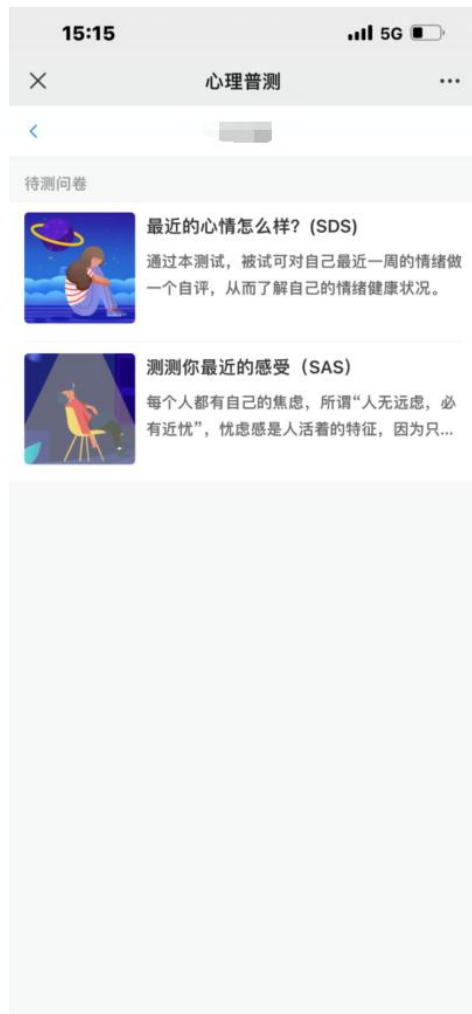 15:15
5G
心理普测
待测问卷
最近的心情怎么样？(SDS)
通过本测试，被试可对自己最近一周的情绪做
一个自评，从而了解自己的情绪健康状况。
测测你最近的感受（SAS）
每个人都有自己的焦虑，所谓“人无远虑，必
有近忧”，忧虑感是人活着的特征，因为只...